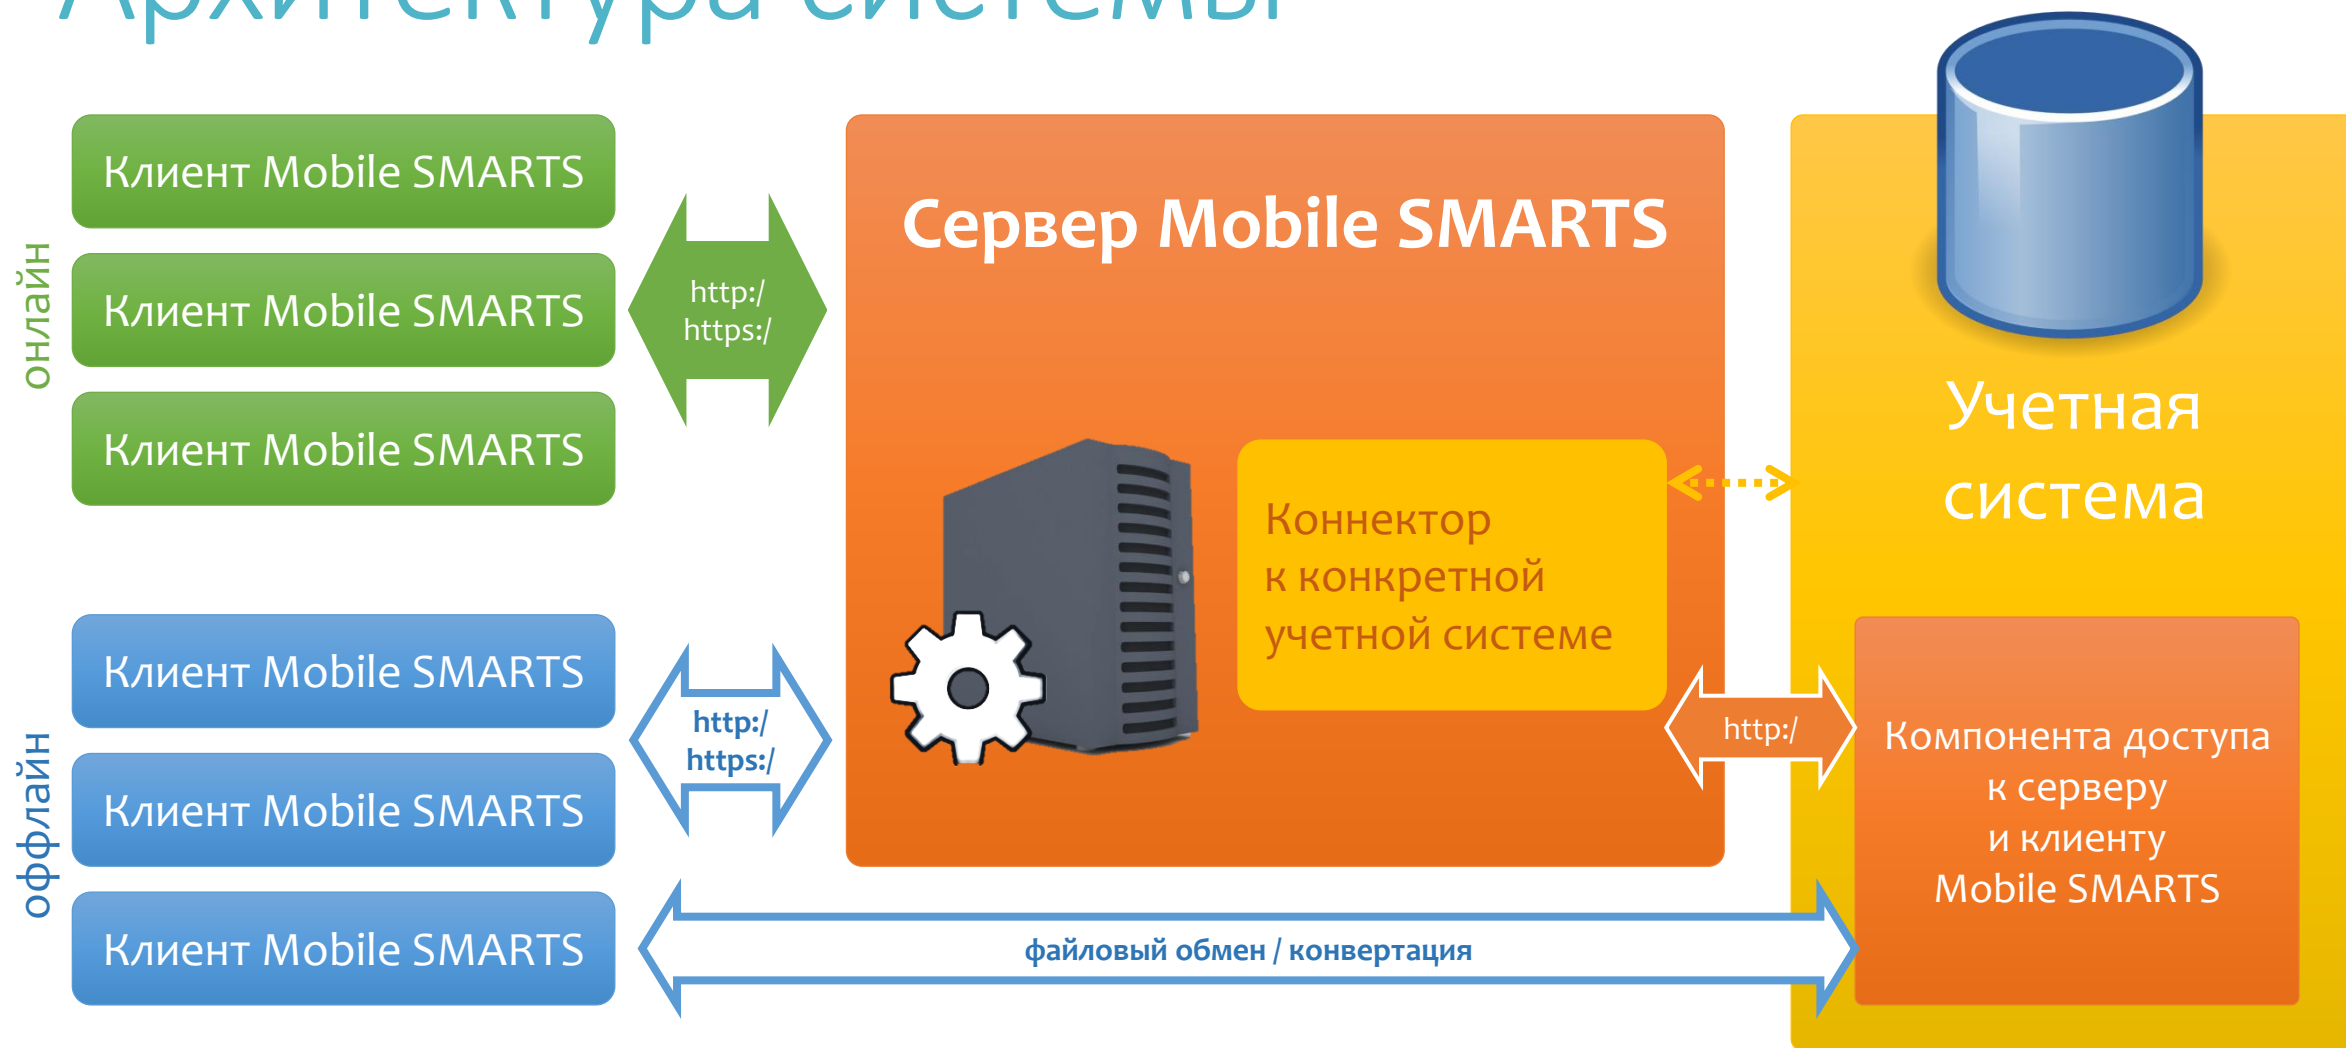 Архитектура системы
онлайн
Клиент Mobile SMARTS
Клиент Mobile SMARTS
Клиент Mobile SMARTS
http:/
https:/
оффлайн
Клиент Mobile SMARTS
Клиент Mobile SMARTS
Клиент Mobile SMARTS
http:/
https:/
Сервер Mobile SMARTS
Коннектор
к конкретной
учетной системе
http:/
файловый обмен / конвертация
Учетная
система
Компонента доступа
к серверу
и клиенту
Mobile SMARTS